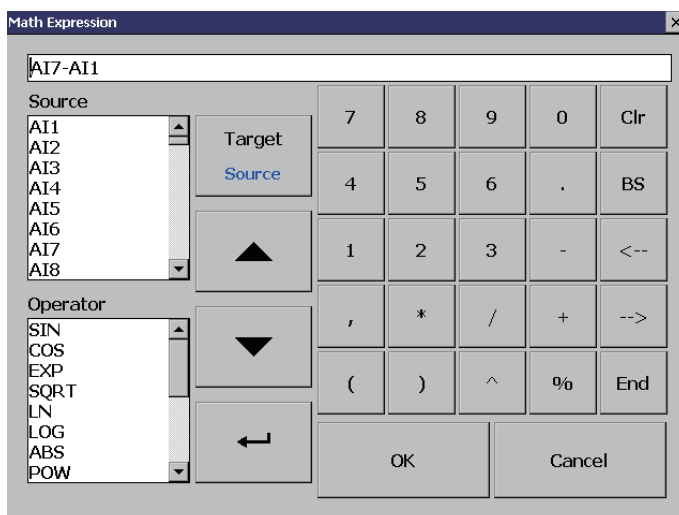 Math Expression
×
AI7-AI1
Source
AI1
AI2
AI3
AI4
AI5
AI6
AI7
AI8
Target
Source
Operator
SIN
COS
EXP
SQRT
LN
LOG
ABS
POW
7 8 9 0 Clr
4 5 6 . BS
1 2 3 - <--
, * / + -->
( ) ^ % End
OK Cancel